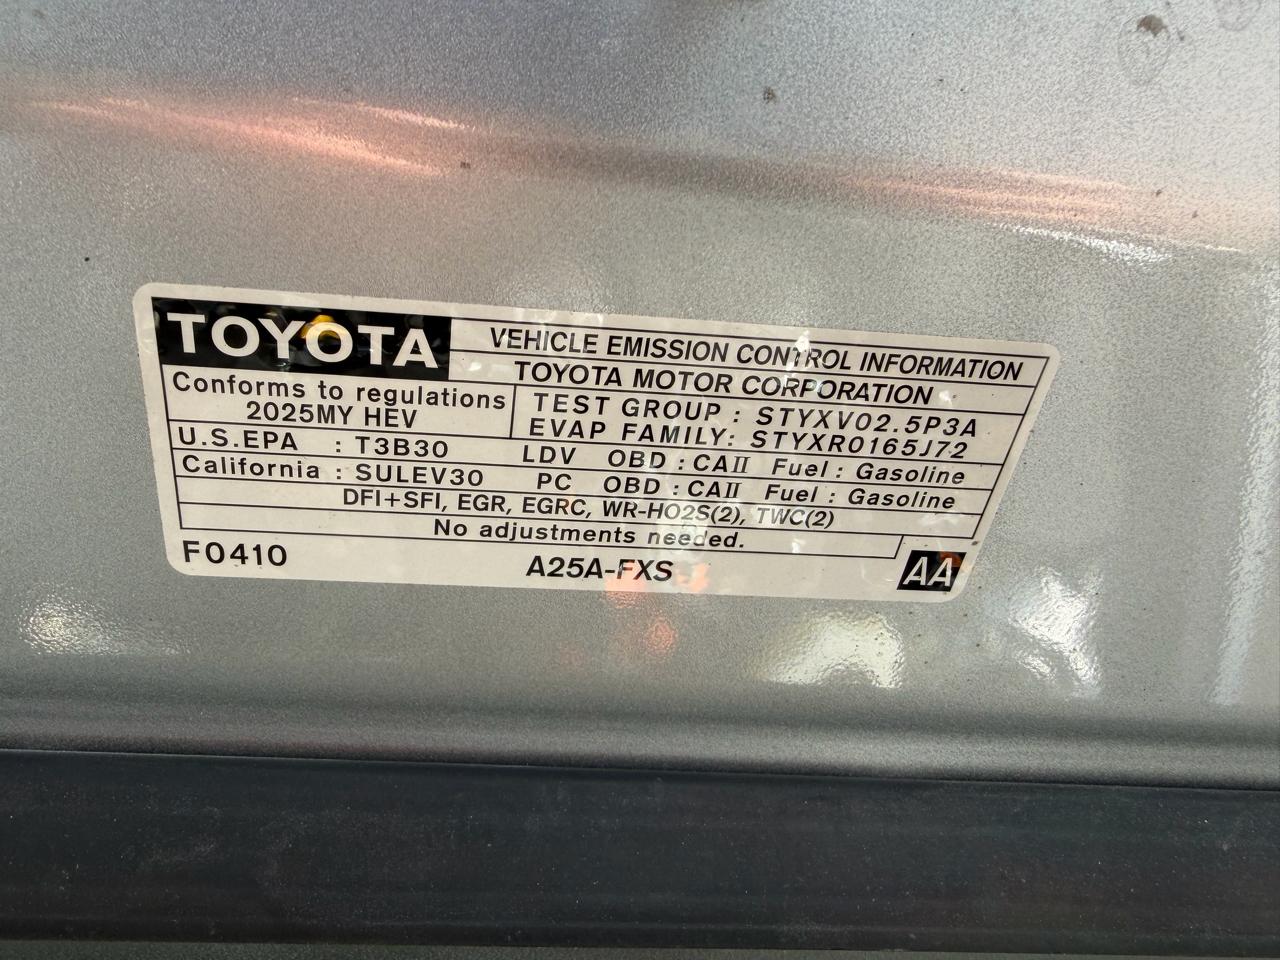 TOYOTA
VEHICLE EMISSION CONTROL INFORMATION
TOYOTA MOTOR CORPORATION
Conforms to regulations
2025MY HEV
TEST GROUP : STYXV02.5P3A
EVAP FAMILY: STYXR0165J72
U.S.EPA : T3B30 LDV OBD : CAII Fuel : Gasoline
California : SULEV30 PC OBD : CAII Fuel : Gasoline
DFI+SFI, EGR, EGRC, WR-HO2S(2), TWC(2)
No adjustments needed.
F0410 A25A-FXS AA